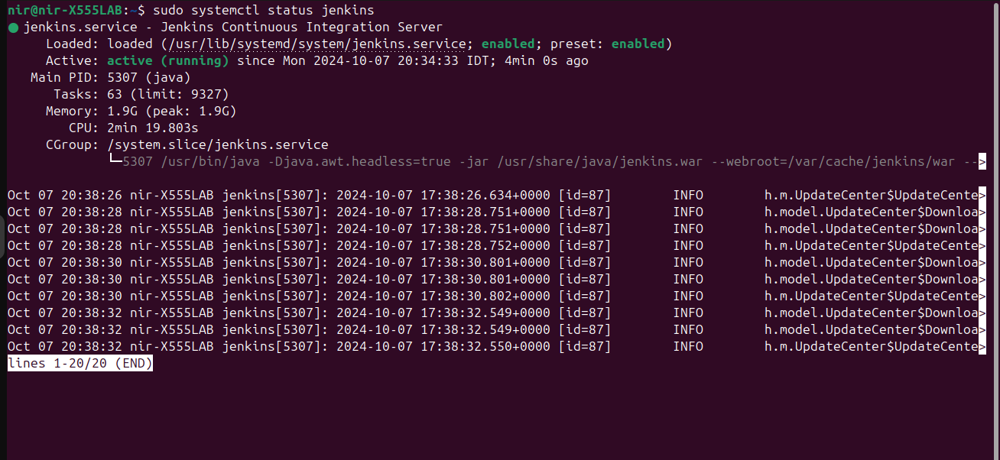 nir@nir-X555LAB:~$ sudo systemctl status jenkins
● jenkins.service - Jenkins Continuous Integration Server
     Loaded: loaded (/usr/lib/systemd/system/jenkins.service; enabled; preset: enabled)
     Active: active (running) since Mon 2024-10-07 20:34:33 IDT; 4min 0s ago
   Main PID: 5307 (java)
      Tasks: 63 (limit: 9327)
     Memory: 1.9G (peak: 1.9G)
        CPU: 2min 19.803s
     CGroup: /system.slice/jenkins.service
             └─5307 /usr/bin/java -Djava.awt.headless=true -jar /usr/share/java/jenkins.war --webroot=/var/cache/jenkins/war -->
Oct 07 20:38:26 nir-X555LAB jenkins[5307]: 2024-10-07 17:38:26.634+0000 [id=87]        INFO        h.m.UpdateCenter$UpdateCente>
Oct 07 20:38:28 nir-X555LAB jenkins[5307]: 2024-10-07 17:38:28.751+0000 [id=87]        INFO        h.model.UpdateCenter$Downloa>
Oct 07 20:38:28 nir-X555LAB jenkins[5307]: 2024-10-07 17:38:28.751+0000 [id=87]        INFO        h.model.UpdateCenter$Downloa>
Oct 07 20:38:28 nir-X555LAB jenkins[5307]: 2024-10-07 17:38:28.752+0000 [id=87]        INFO        h.m.UpdateCenter$UpdateCente>
Oct 07 20:38:30 nir-X555LAB jenkins[5307]: 2024-10-07 17:38:30.801+0000 [id=87]        INFO        h.model.UpdateCenter$Downloa>
Oct 07 20:38:30 nir-X555LAB jenkins[5307]: 2024-10-07 17:38:30.801+0000 [id=87]        INFO        h.model.UpdateCenter$Downloa>
Oct 07 20:38:30 nir-X555LAB jenkins[5307]: 2024-10-07 17:38:30.802+0000 [id=87]        INFO        h.m.UpdateCenter$UpdateCente>
Oct 07 20:38:32 nir-X555LAB jenkins[5307]: 2024-10-07 17:38:32.549+0000 [id=87]        INFO        h.model.UpdateCenter$Downloa>
Oct 07 20:38:32 nir-X555LAB jenkins[5307]: 2024-10-07 17:38:32.549+0000 [id=87]        INFO        h.model.UpdateCenter$Downloa>
Oct 07 20:38:32 nir-X555LAB jenkins[5307]: 2024-10-07 17:38:32.550+0000 [id=87]        INFO        h.m.UpdateCenter$UpdateCente>
lines 1-20/20 (END)